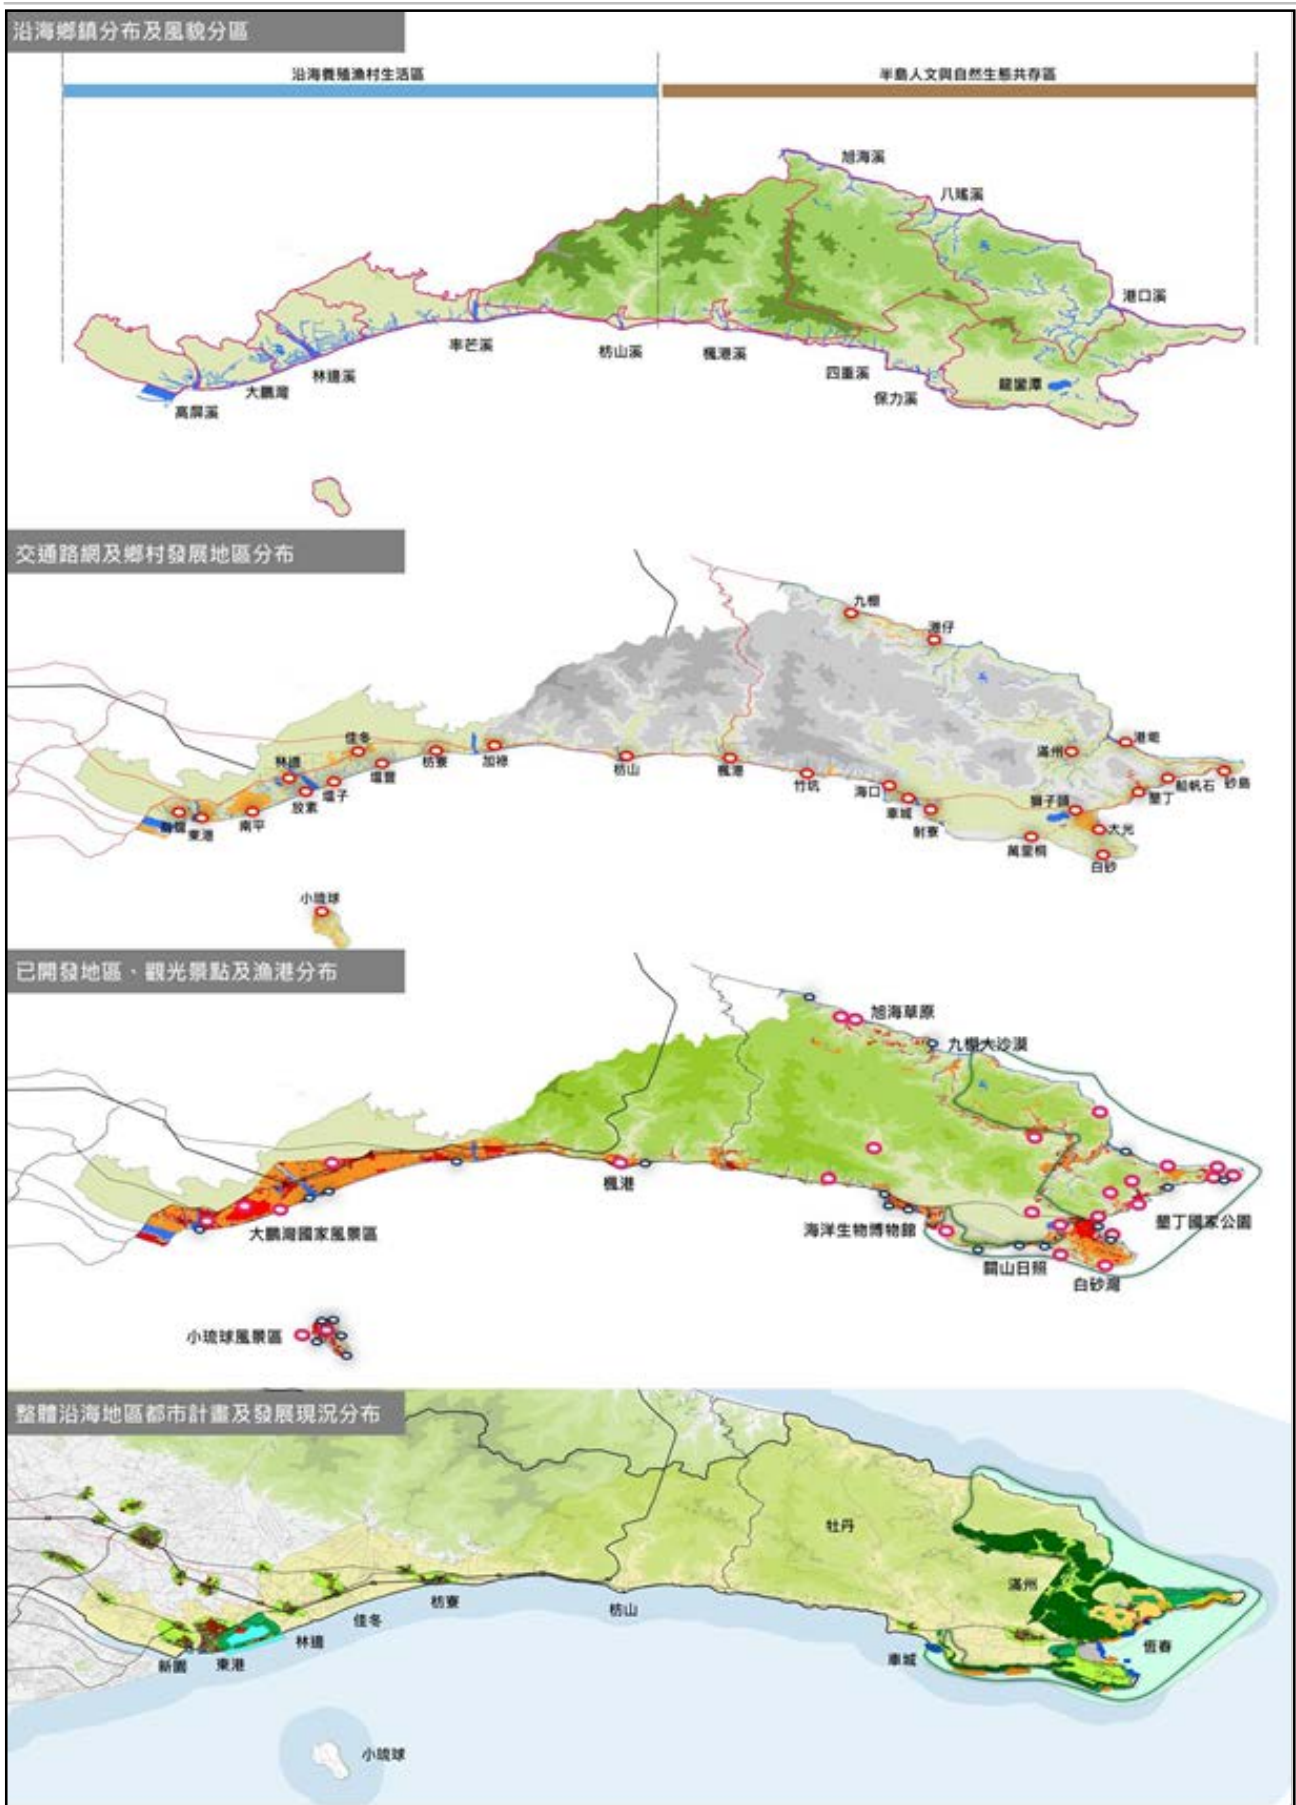 沿海鄉鎮分布及風貌分區
沿海養殖漁村生活區
半島人文與自然生態共存區
旭海溪
八瑤溪
港口溪
率芒溪
枋山溪
楓港溪
林邊溪
四重溪
龍鑾潭
大鵬灣
保力溪
高屏溪
交通路網及鄉村發展地區分布
九棚
港仔
佳冬
滿州
港墘
林邊
塭豐
枋寮
加祿
枋山
楓港
竹坑
船帆石
砂島
放索
塭子
海口
獅子頭
墾丁
東港
南平
車城
射寮
大光
萬里桐
白砂
小琉球
已開發地區、觀光景點及漁港分布
旭海草原
九棚大沙漠
楓港
大鵬灣國家風景區
海洋生物博物館
墾丁國家公園
關山日照
白砂灣
小琉球風景區
整體沿海地區都市計畫及發展現況分布
牡丹
滿州
枋寮
枋山
佳冬
林邊
恆春
新園
東港
車城
小琉球